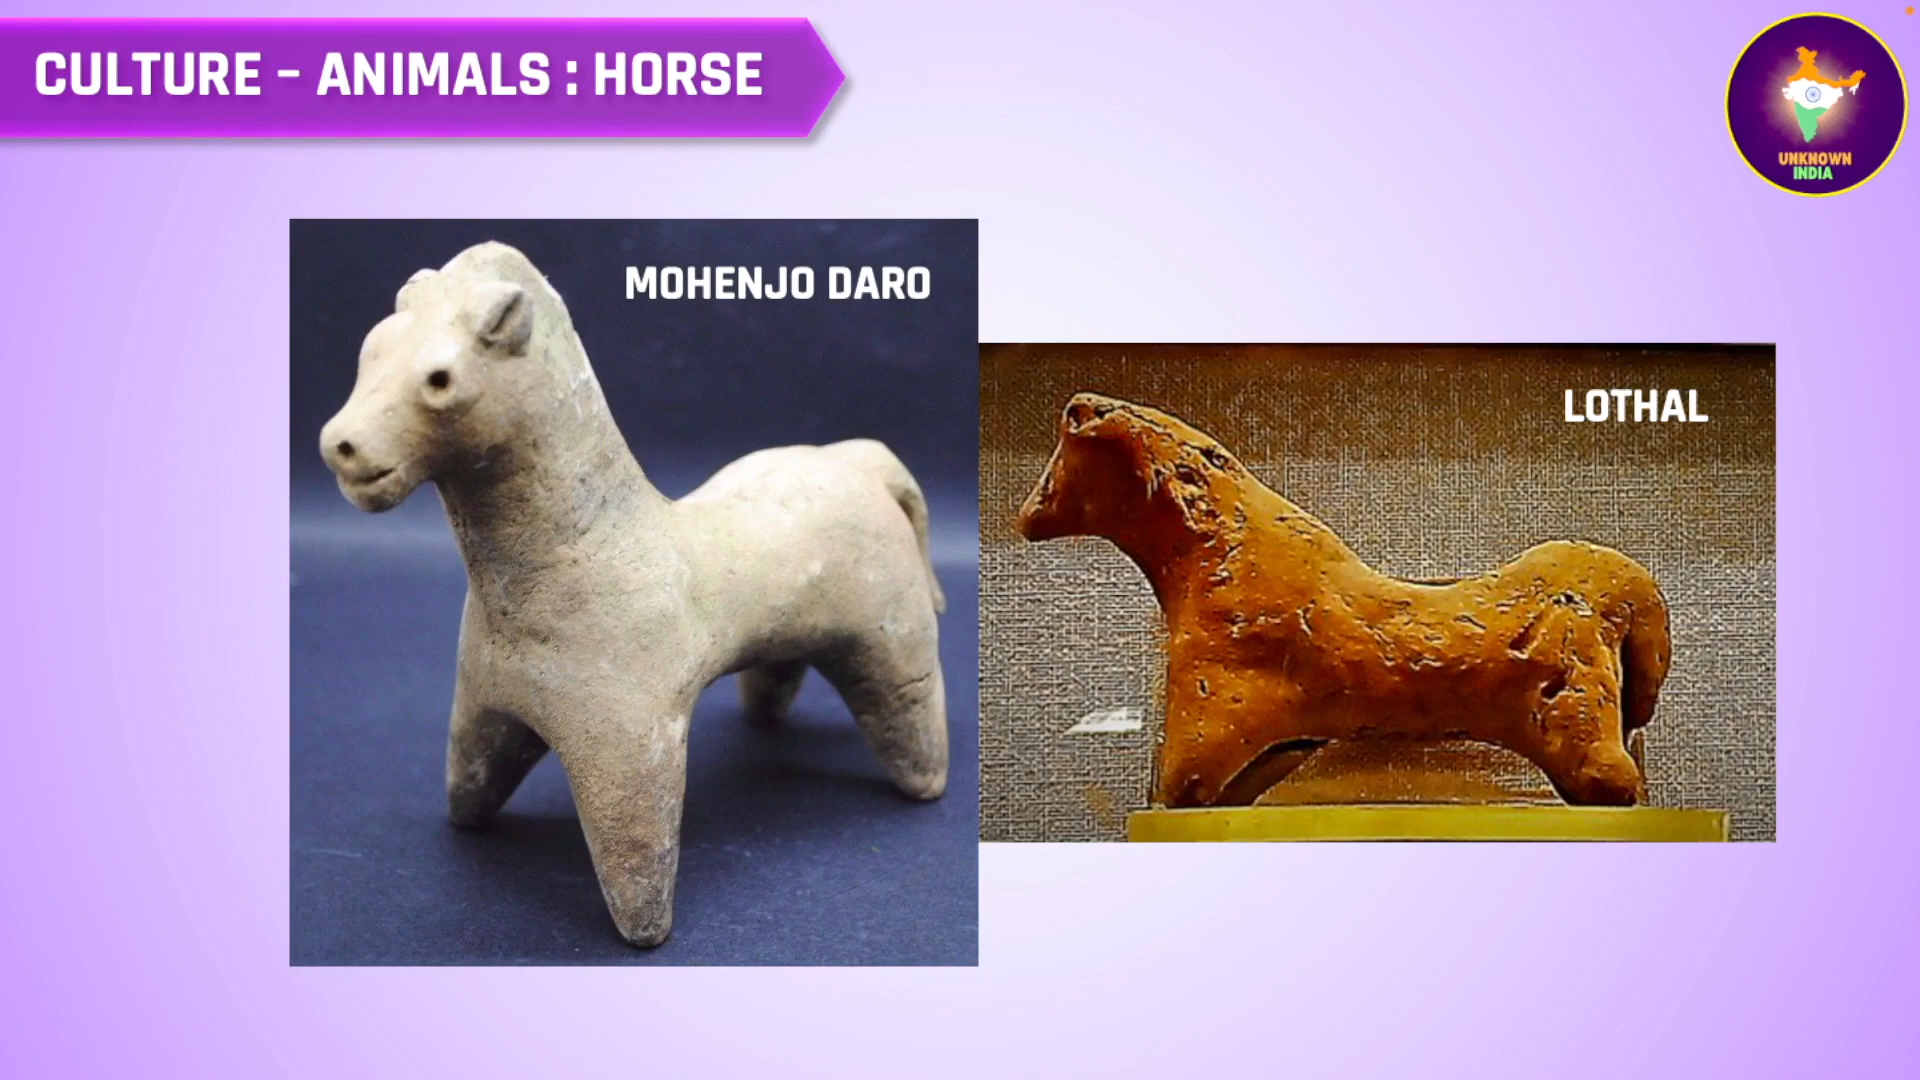 CULTURE – ANIMALS : HORSE
UNKNOWN
INDIA
MOHENJO DARO
LOTHAL